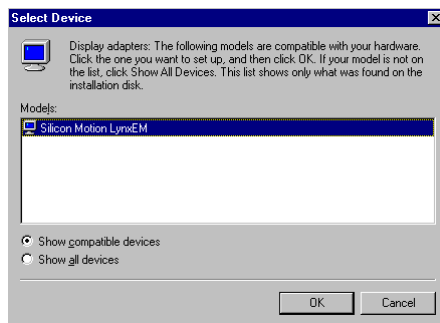 Select Device
Display adapters: The following models are compatible with your hardware.
Click the one you want to set up, and then click OK. If your model is not on
the list, click Show All Devices. This list shows only what was found on the
installation disk.
Models:
Silicon Motion LynxEM
Show compatible devices
Show all devices
OK
Cancel